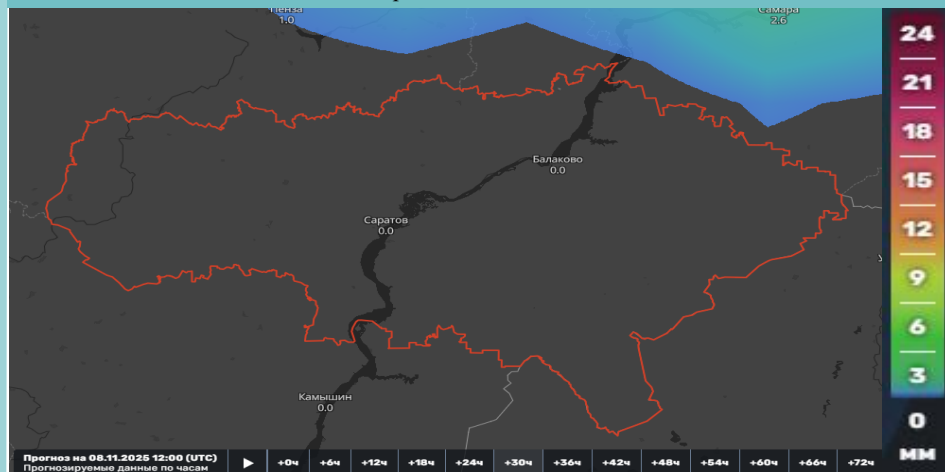 Пенза
1.0
Самара
2.6
24
21
18
15
12
9
6
3
0
мм
Балаково
0.0
Саратов
0.0
Камышин
0.0
Прогноз на 08.11.2025 12:00 (UTC)
Прогнозируемые данные по часам
+0ч +6ч +12ч +18ч +24ч +30ч +36ч +42ч +48ч +54ч +60ч +66ч +72ч